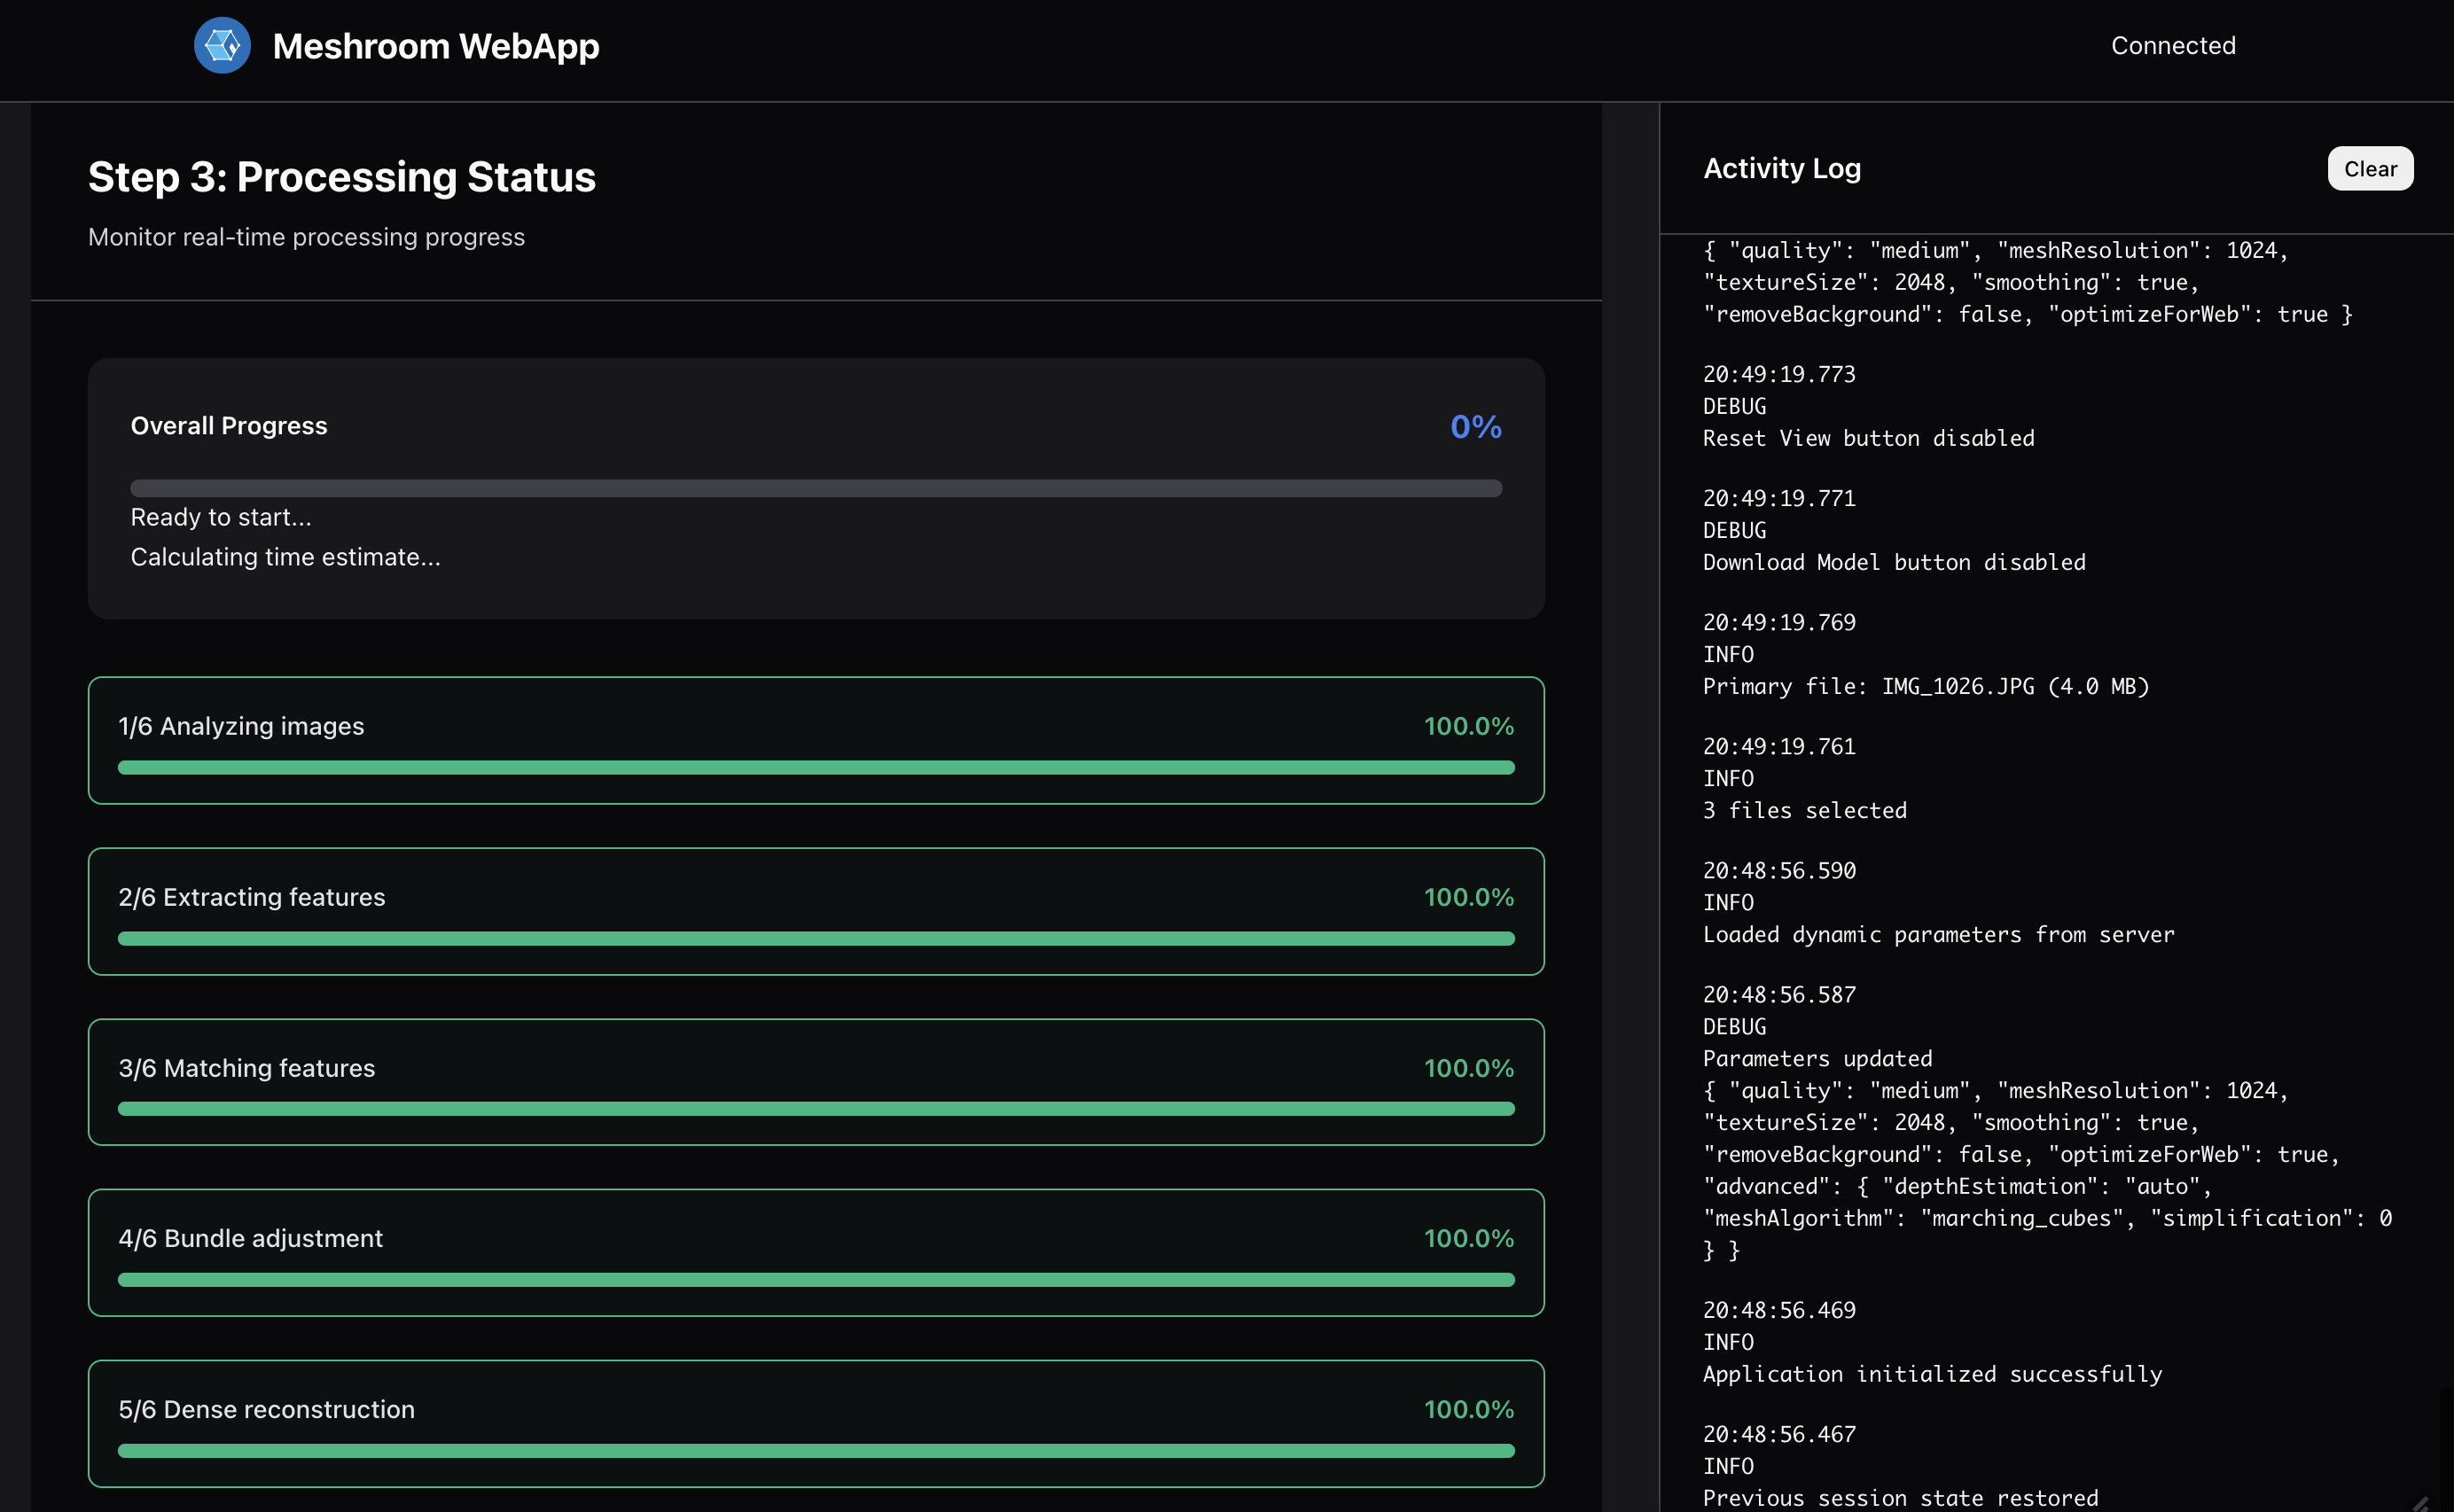 Meshroom WebApp
Connected
Step 3: Processing Status
Monitor real-time processing progress
Overall Progress
0%
Ready to start...
Calculating time estimate...
1/6 Analyzing images
100.0%
2/6 Extracting features
100.0%
3/6 Matching features
100.0%
4/6 Bundle adjustment
100.0%
5/6 Dense reconstruction
100.0%
Activity Log
Clear
{ "quality": "medium", "meshResolution": 1024,
"textureSize": 2048, "smoothing": true,
"removeBackground": false, "optimizeForWeb": true }
20:49:19.773
DEBUG
Reset View button disabled
20:49:19.771
DEBUG
Download Model button disabled
20:49:19.769
INFO
Primary file: IMG_1026.JPG (4.0 MB)
20:49:19.761
INFO
3 files selected
20:48:56.590
INFO
Loaded dynamic parameters from server
20:48:56.587
DEBUG
Parameters updated
{ "quality": "medium", "meshResolution": 1024,
"textureSize": 2048, "smoothing": true,
"removeBackground": false, "optimizeForWeb": true,
"advanced": { "depthEstimation": "auto",
"meshAlgorithm": "marching_cubes", "simplification": 0
} }
20:48:56.469
INFO
Application initialized successfully
20:48:56.467
INFO
Previous session state restored